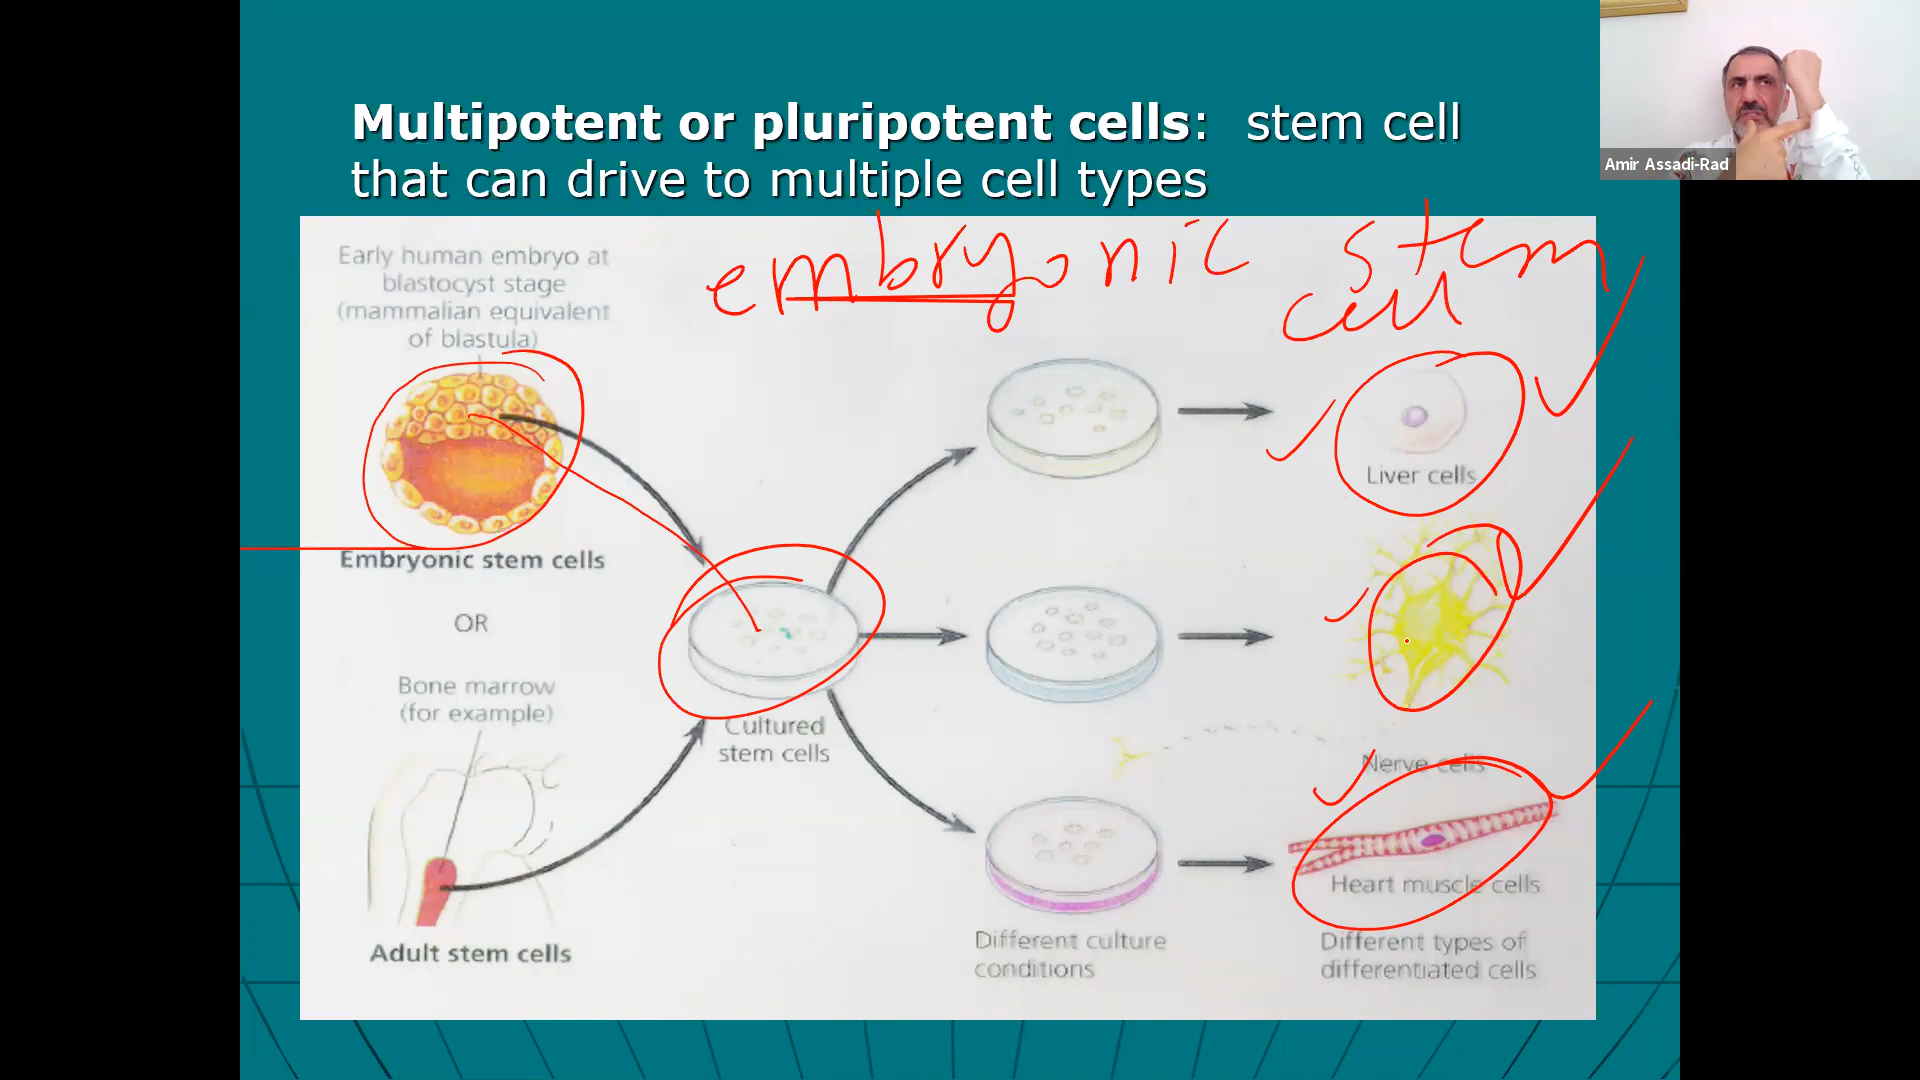 Multipotent or pluripotent cells: stem cell
that can drive to multiple cell types
Amir Assadi-Rad
embryonic stem
cell
Early human embryo at
blastocyst stage
(mammalian equivalent
of blastula)
Embryonic stem cells
OR
Bone marrow
(for example)
Adult stem cells
Cultured
stem cells
Different culture
conditions
Liver cells
Nerve cells
Heart muscle cells
Different types of
differentiated cells